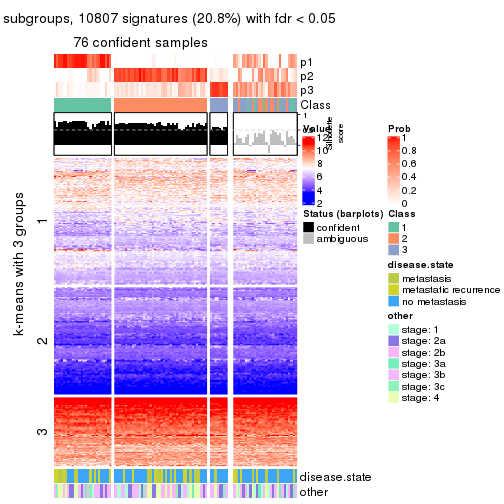 subgroups, 10807 signatures (20.8%) with fdr < 0.05
76 confident samples
p1
p2
p3
Class
1
score
Value
12
10
8
6
4
2
Prob
1
0.8
0.6
0.4
0.2
0
Status (barplots)
confident
ambiguous
Class
1
2
3
disease.state
metastasis
metastatic recurrence
no metastasis
other
stage: 1
stage: 2a
stage: 2b
stage: 3a
stage: 3b
stage: 3c
stage: 4
k-means with 3 groups
1
2
3
disease.state
other